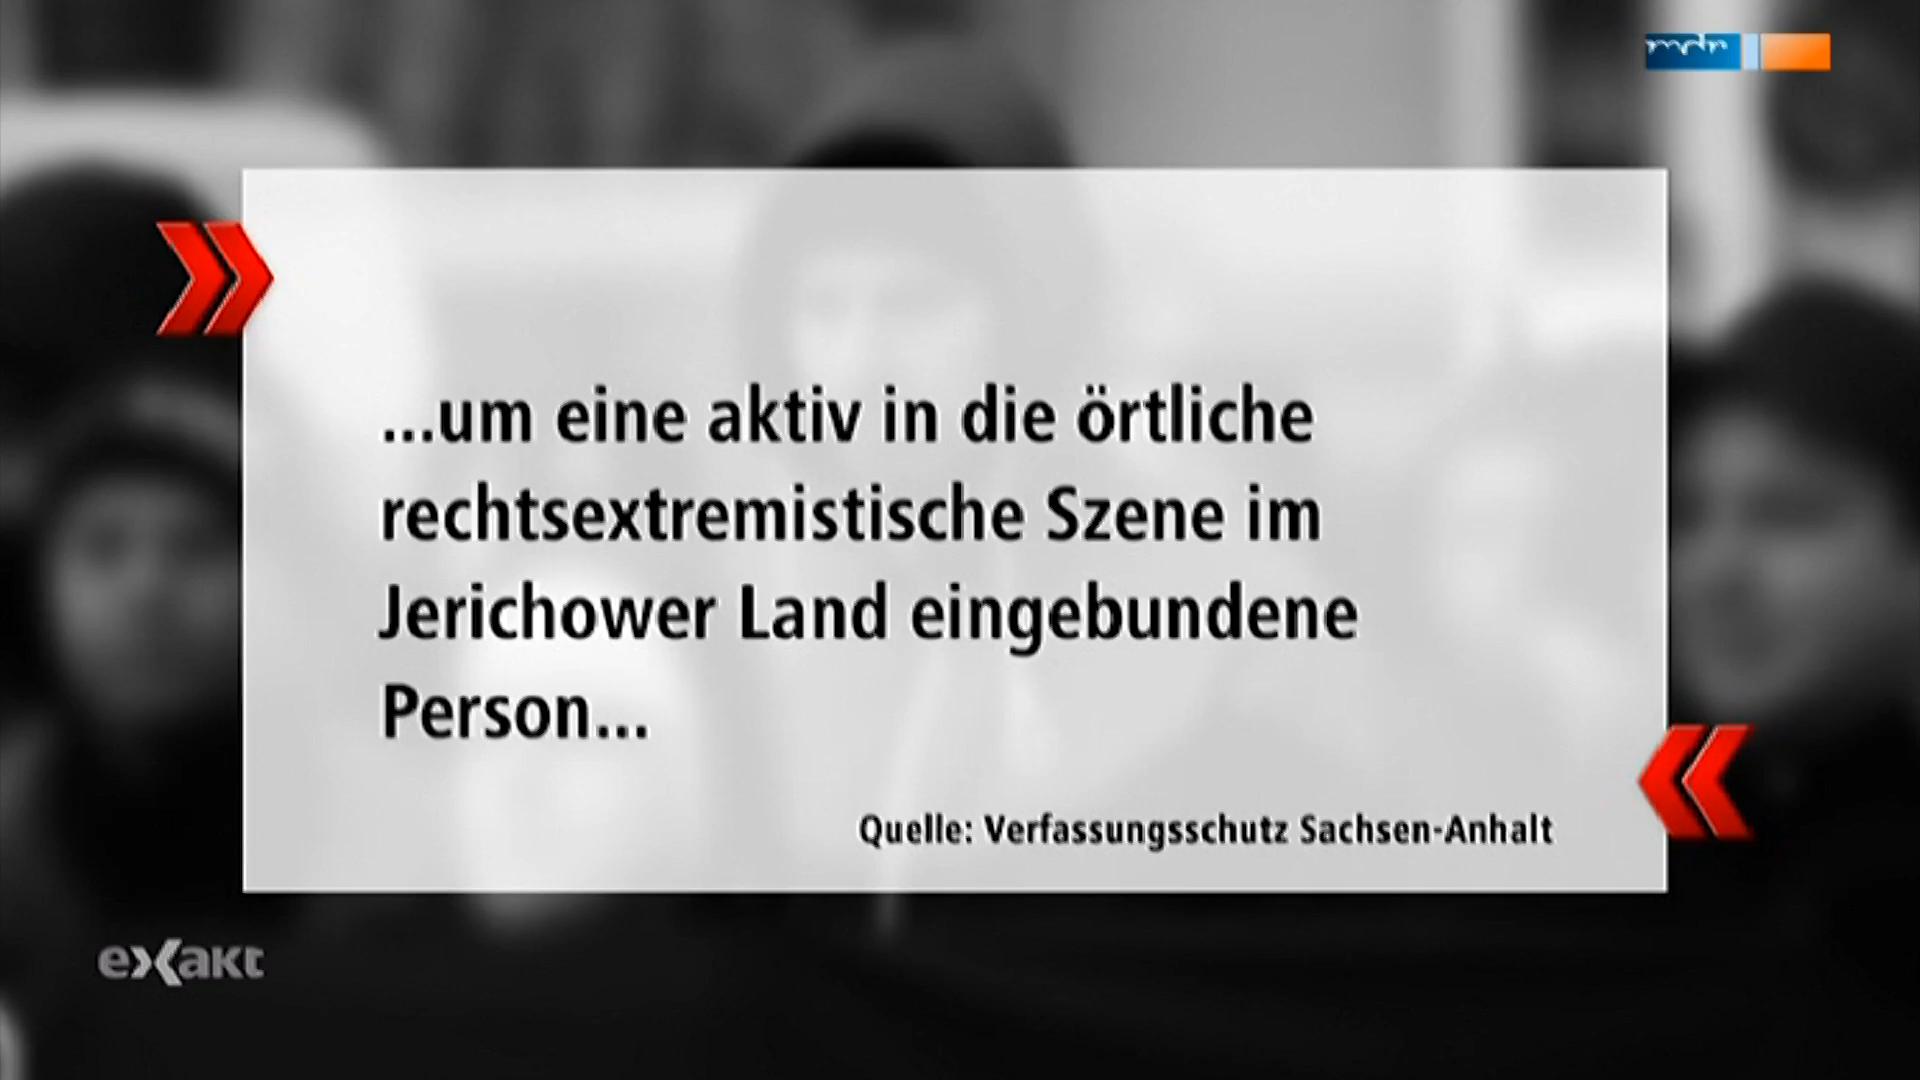 mdr
...um eine aktiv in die örtliche
rechtsextremistische Szene im
Jerichower Land eingebundene
Person...
Quelle: Verfassungsschutz Sachsen-Anhalt
exakt